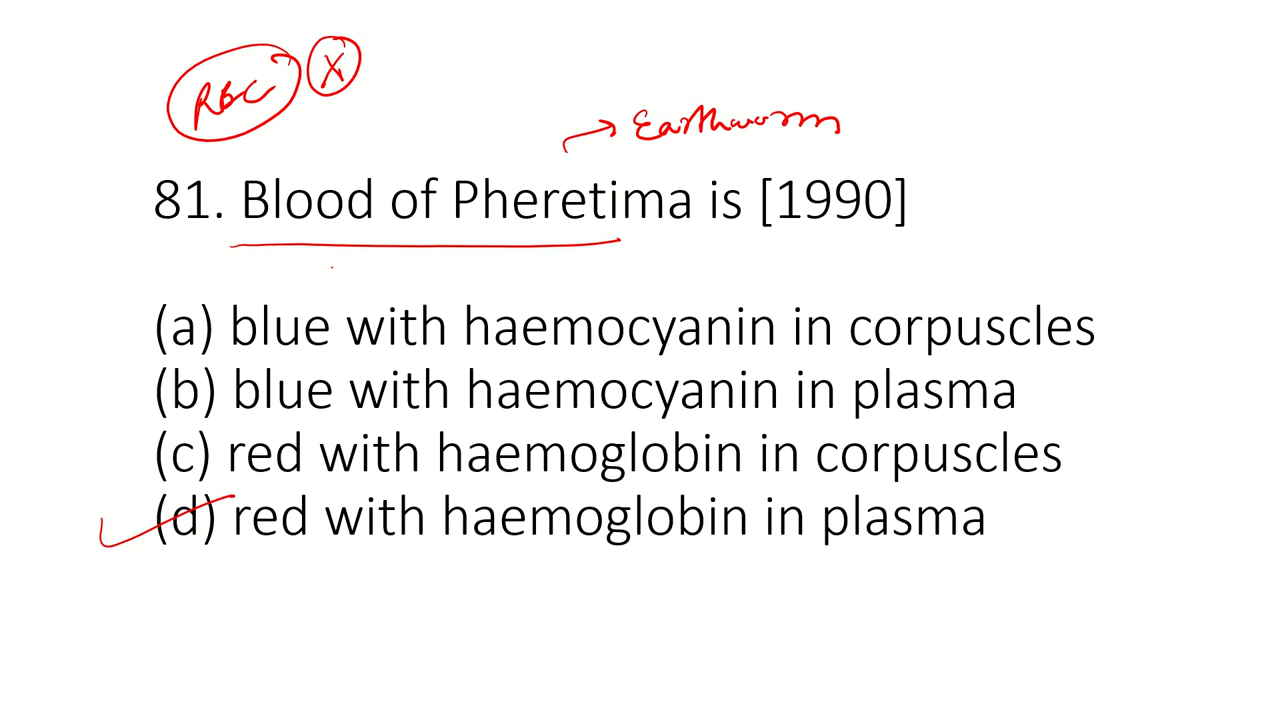 RBC X
Earthworm
81. Blood of Pheretima is [1990]
(a) blue with haemocyanin in corpuscles
(b) blue with haemocyanin in plasma
(c) red with haemoglobin in corpuscles
(d) red with haemoglobin in plasma